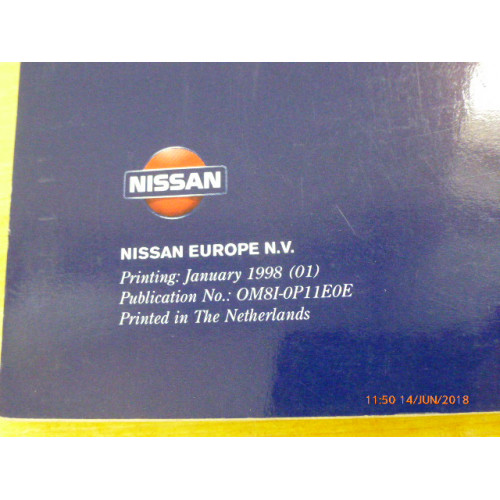 NISSAN
NISSAN EUROPE N.V.
Printing: January 1998 (01)
Publication No.: OM8I-0P11E0E
Printed in The Netherlands
11:50 14/JUN/2018